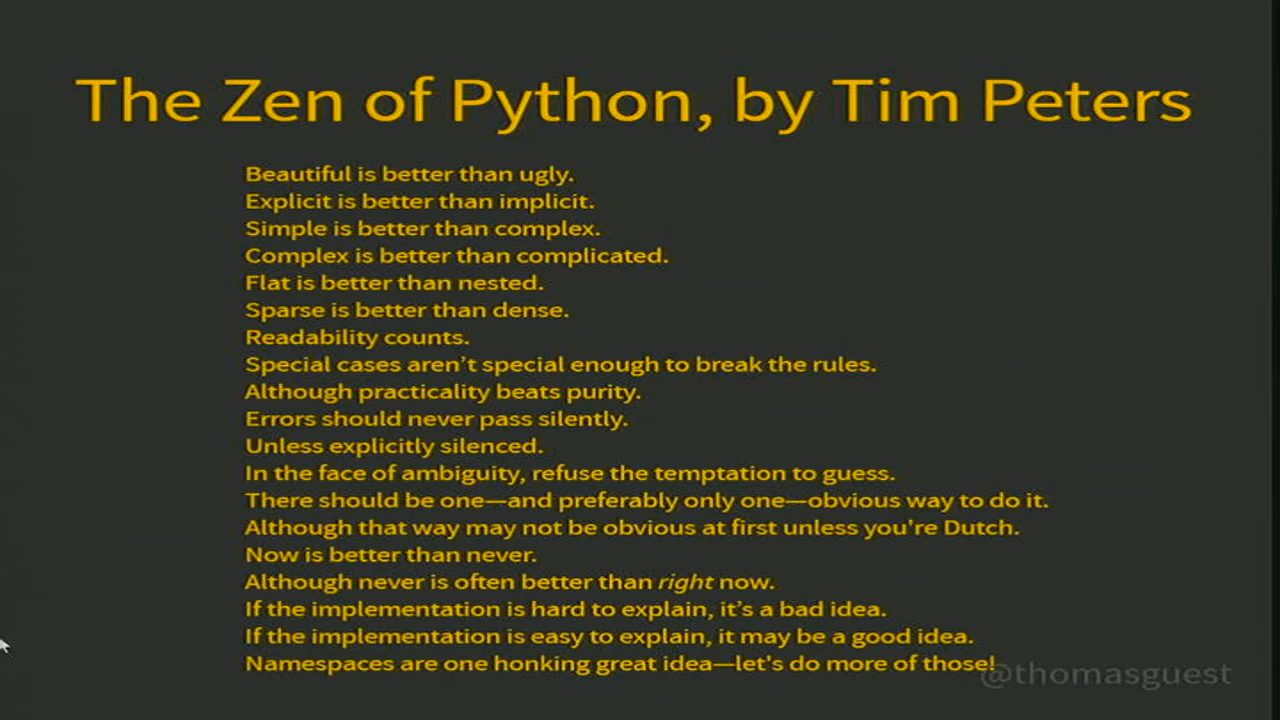 The Zen of Python, by Tim Peters
Beautiful is better than ugly.
Explicit is better than implicit.
Simple is better than complex.
Complex is better than complicated.
Flat is better than nested.
Sparse is better than dense.
Readability counts.
Special cases aren’t special enough to break the rules.
Although practicality beats purity.
Errors should never pass silently.
Unless explicitly silenced.
In the face of ambiguity, refuse the temptation to guess.
There should be one—and preferably only one—obvious way to do it.
Although that way may not be obvious at first unless you're Dutch.
Now is better than never.
Although never is often better than right now.
If the implementation is hard to explain, it’s a bad idea.
If the implementation is easy to explain, it may be a good idea.
Namespaces are one honking great idea—let's do more of those!
@thomasguest